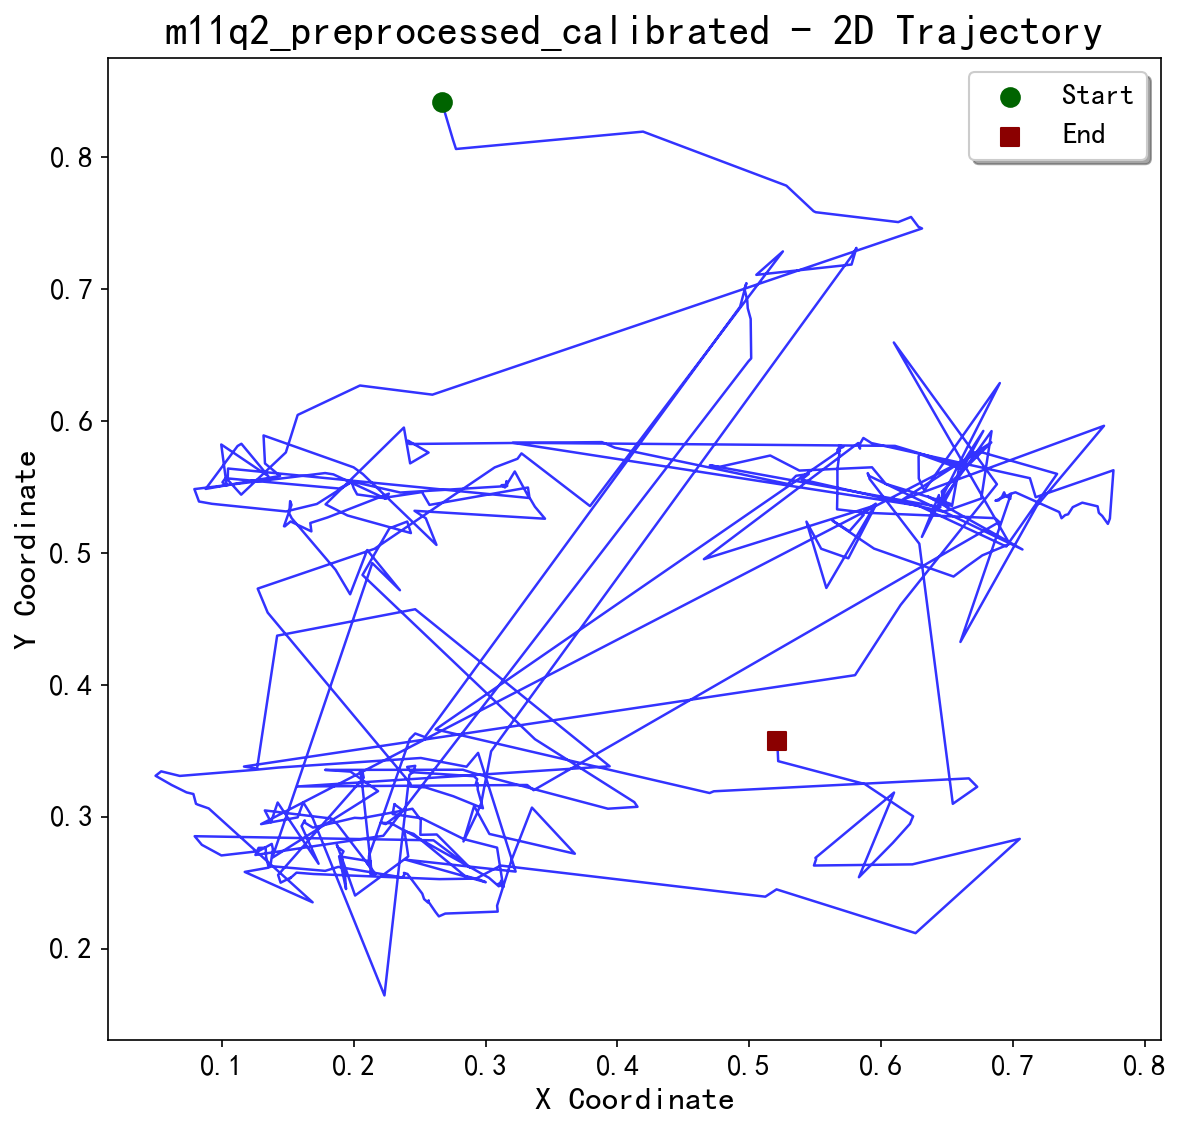 m11q2_preprocessed_calibrated - 2D Trajectory
Start
End
0.8
0.7
0.6
0.5
0.4
0.3
0.2
Y Coordinate
0.1 0.2 0.3 0.4 0.5 0.6 0.7 0.8
X Coordinate